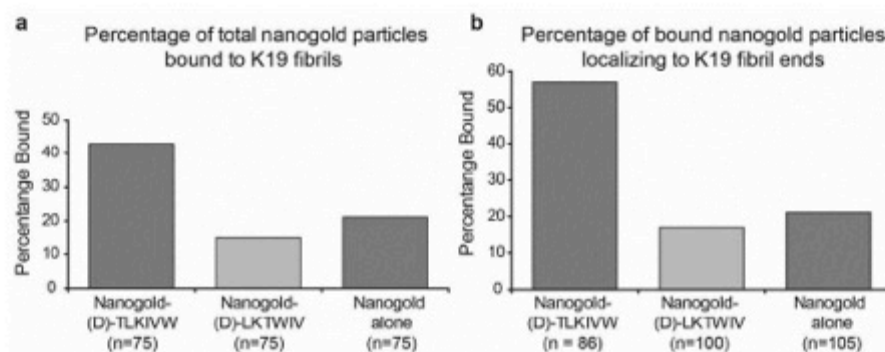 a
Percentage of total nanogold particles
bound to K19 fibrils
Percentange Bound
50
40
30
20
10
0
Nanogold-
(D)-TLKIVW
(n=75)
Nanogold-
(D)-LKTWIV
(n=75)
Nanogold
alone
(n=75)
b
Percentage of bound nanogold particles
localizing to K19 fibril ends
Percentange Bound
60
50
40
30
20
10
0
Nanogold-
(D)-TLKIVW
(n = 86)
Nanogold-
(D)-LKTWIV
(n=100)
Nanogold
alone
(n=105)